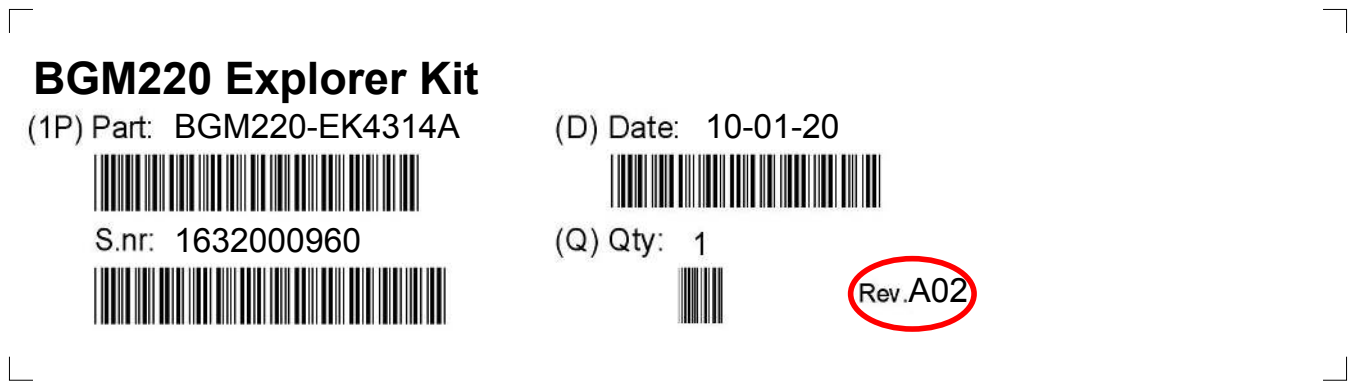 BGM220 Explorer Kit
(1P) Part: BGM220-EK4314A
(D) Date: 10-01-20
S.nr: 1632000960
(Q) Qty: 1
Rev.A02